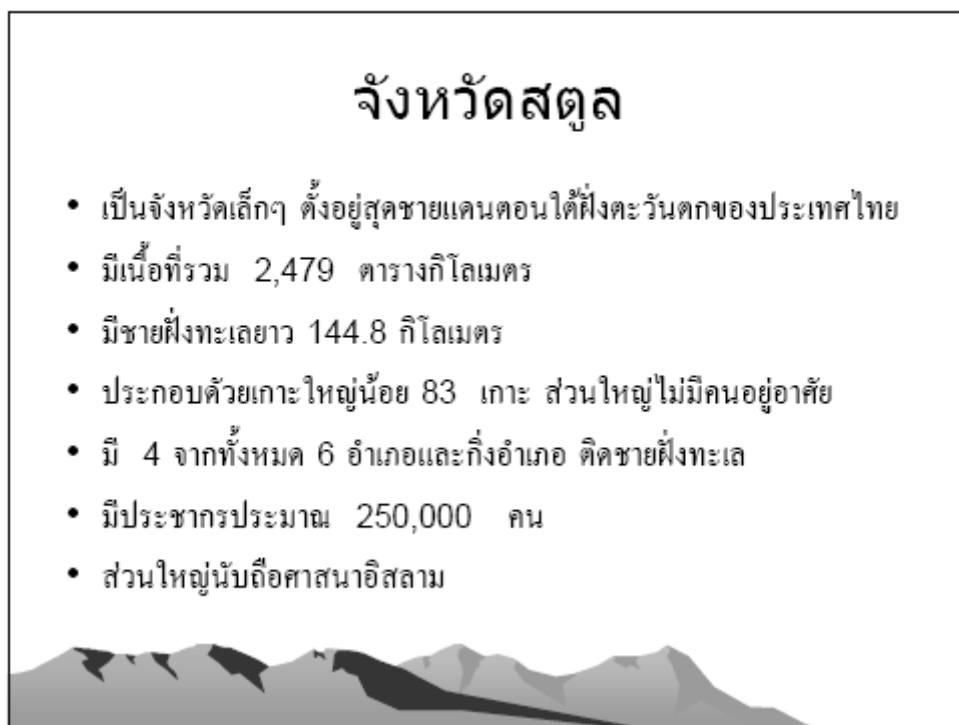 จังหวัดสตูล
• เป็นจังหวัดเล็กๆ ตั้งอยู่สุดชายแดนตอนใต้ฝั่งตะวันตกของประเทศไทย
• มีเนื้อที่รวม 2,479 ตารางกิโลเมตร
• มีชายฝั่งทะเลยาว 144.8 กิโลเมตร
• ประกอบด้วยเกาะใหญ่น้อย 83 เกาะ ส่วนใหญ่ไม่มีคนอยู่อาศัย
• มี 4 จากทั้งหมด 6 อำเภอและกิ่งอำเภอ ติดชายฝั่งทะเล
• มีประชากรประมาณ 250,000 คน
• ส่วนใหญ่นับถือศาสนาอิสลาม